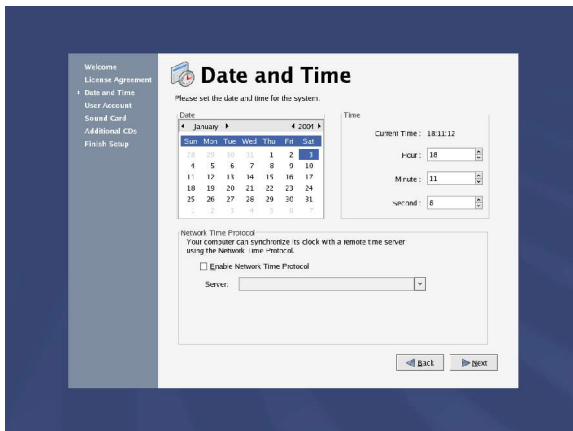 Welcome
License Agreement
Date and Time
User Account
Sound Card
Additional CDs
Finish Setup
Date and Time
Please set the date and time for the system.
Date
January 2004
Sun Mon Tue Wed Thu Fri Sat
28 29 30 31 1 2 3
4 5 6 7 8 9 10
11 12 13 14 15 16 17
18 19 20 21 22 23 24
25 26 27 28 29 30 31
1 2 3 4 5 6 7
Time
Current Time : 18:11:12
Hour : 18
Minute : 11
Second : 8
Network Time Protocol
Your computer can synchronize its clock with a remote time server
using the Network Time Protocol.
Enable Network Time Protocol
Server:
Back Next